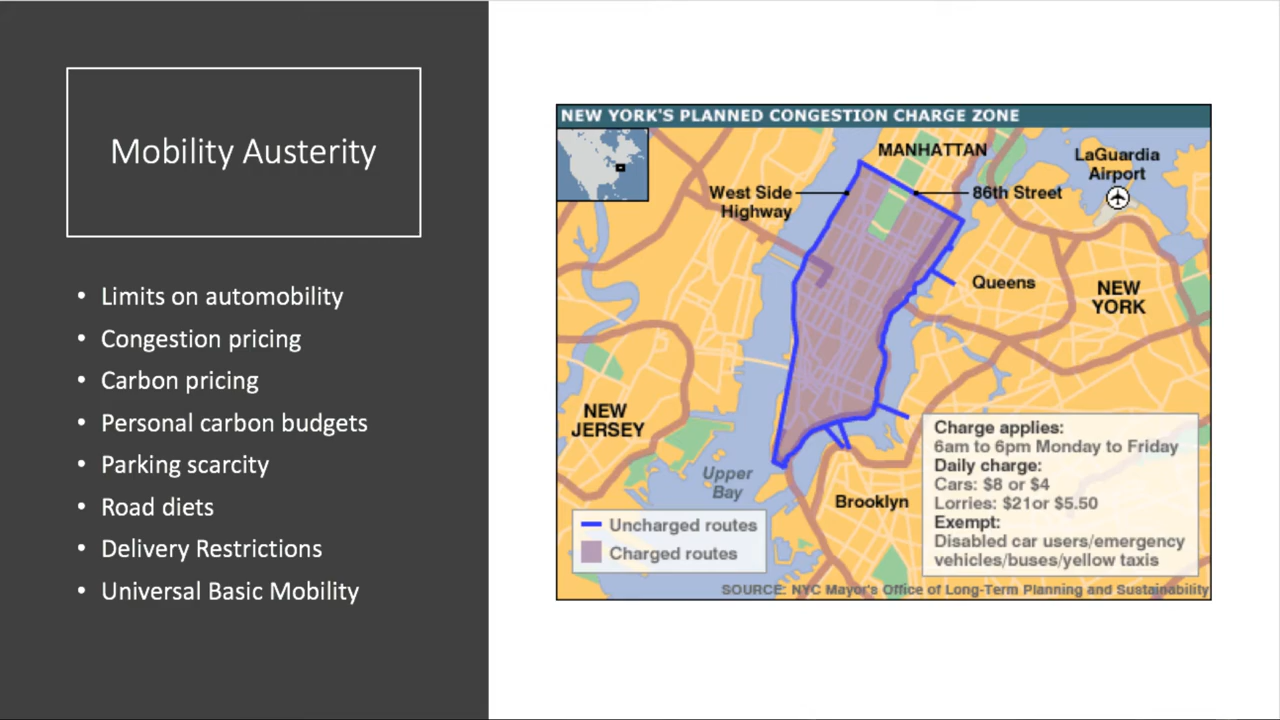 Mobility Austerity
• Limits on automobility
• Congestion pricing
• Carbon pricing
• Personal carbon budgets
• Parking scarcity
• Road diets
• Delivery Restrictions
• Universal Basic Mobility
NEW YORK'S PLANNED CONGESTION CHARGE ZONE
MANHATTAN
LaGuardia
Airport
West Side
Highway
86th Street
Queens
NEW
YORK
NEW
JERSEY
Upper
Bay
Brooklyn
Charge applies:
6am to 6pm Monday to Friday
Daily charge:
Cars: $8 or $4
Lorries: $21or $5.50
Exempt:
Disabled car users/emergency
vehicles/buses/yellow taxis
Uncharged routes
Charged routes
SOURCE: NYC Mayor's Office of Long-Term Planning and Sustainability